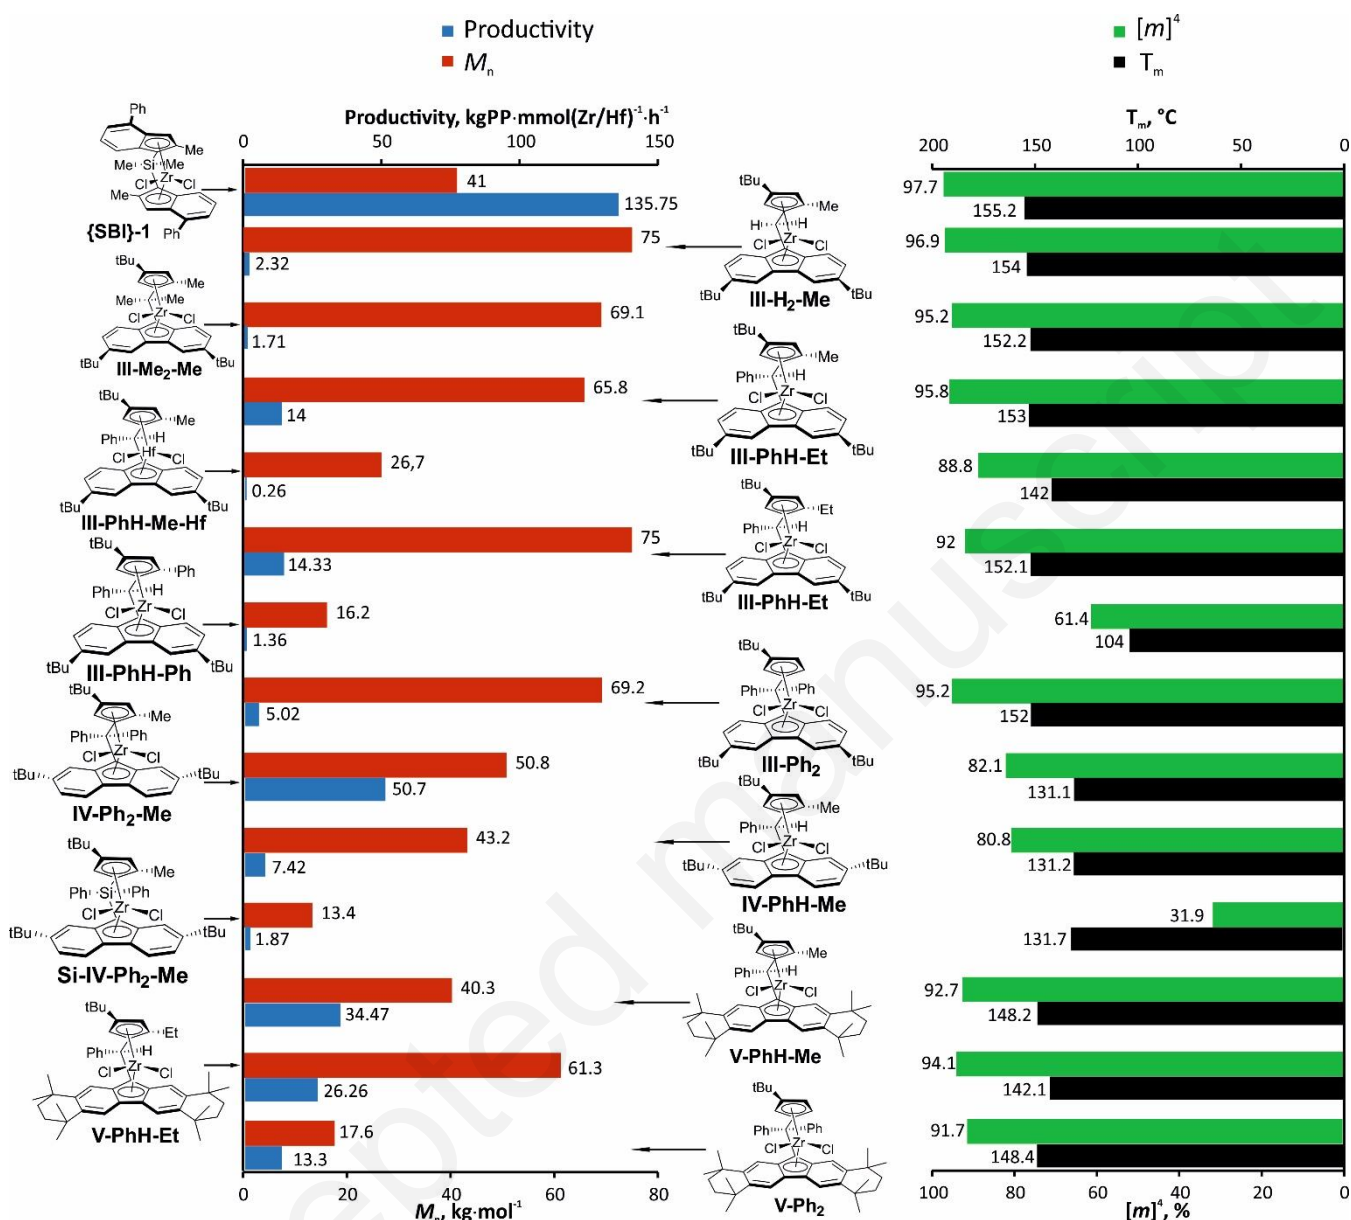 Productivity
Mn
[m]4
Tm
Productivity, kgPP·mmol(Zr/Hf)-1·h-1
0 50 100 150
Tm, °C
200 150 100 50 0
Ph
Me
Me Si Me
Zr
Cl Cl
Me
Ph
{SBI}-1
41
135.75
tBu
Me
H H
Cl Cl
Zr
tBu tBu
III-H2-Me
97.7
155.2
75
2.32
96.9
154
tBu
Me
Me Me
Zr
Cl Cl
tBu tBu
III-Me2-Me
69.1
1.71
95.2
152.2
tBu
Me
Ph H
Cl Cl
Zr
tBu tBu
III-PhH-Et
65.8
14
95.8
153
tBu
Me
Ph H
Hf
Cl Cl
tBu tBu
III-PhH-Me-Hf
26,7
0.26
88.8
142
tBu
Et
Ph H
Cl Cl
Zr
tBu tBu
III-PhH-Et
75
14.33
92
152.1
tBu
Ph
Ph H
Cl Cl
Zr
tBu tBu
III-PhH-Ph
16.2
1.36
61.4
104
tBu
Ph Ph
Cl Cl
Zr
tBu tBu
III-Ph2
69.2
5.02
95.2
152
tBu
Me
Ph Ph
Zr
Cl Cl
tBu tBu
IV-Ph2-Me
50.8
50.7
82.1
131.1
tBu
Me
Ph H
Cl Cl
Zr
tBu tBu
IV-PhH-Me
43.2
7.42
80.8
131.2
tBu
Me
Ph Si Ph
Cl Cl
Zr
tBu tBu
Si-IV-Ph2-Me
13.4
1.87
31.9
131.7
tBu
Me
Ph H
Zr
Cl Cl
V-PhH-Me
40.3
34.47
92.7
148.2
tBu
Et
Ph H
Zr
Cl Cl
V-PhH-Et
61.3
26.26
94.1
142.1
tBu
Ph Ph
Cl Cl
Zr
V-Ph2
17.6
13.3
91.7
148.4
0 20 40 60 80
Mn, kg·mol-1
100 80 60 40 20 0
[m]4, %
epted manuscript